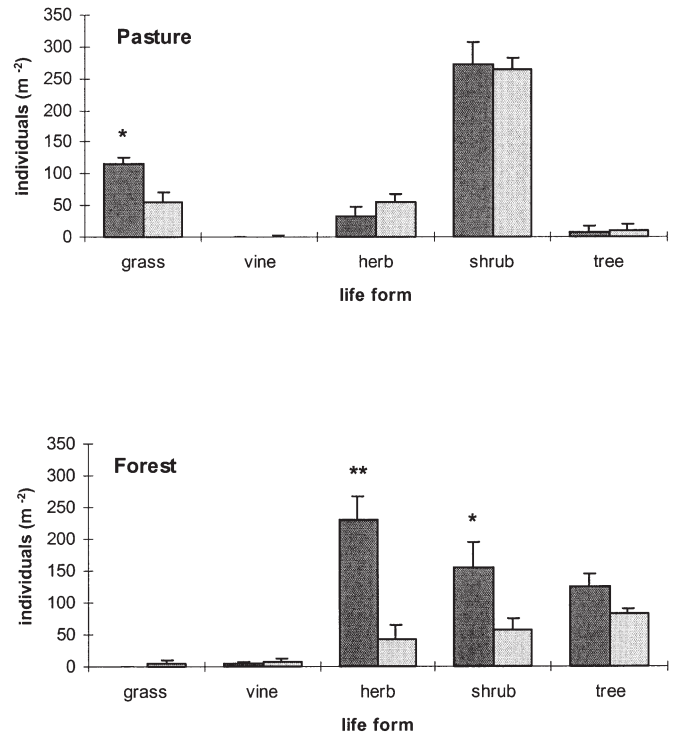 Pasture
individuals (m -2)
350
300
250
200
150
100
50
0
*
grass vine herb shrub tree
life form
Forest
individuals (m -2)
350
300
250
200
150
100
50
0
**
*
grass vine herb shrub tree
life form